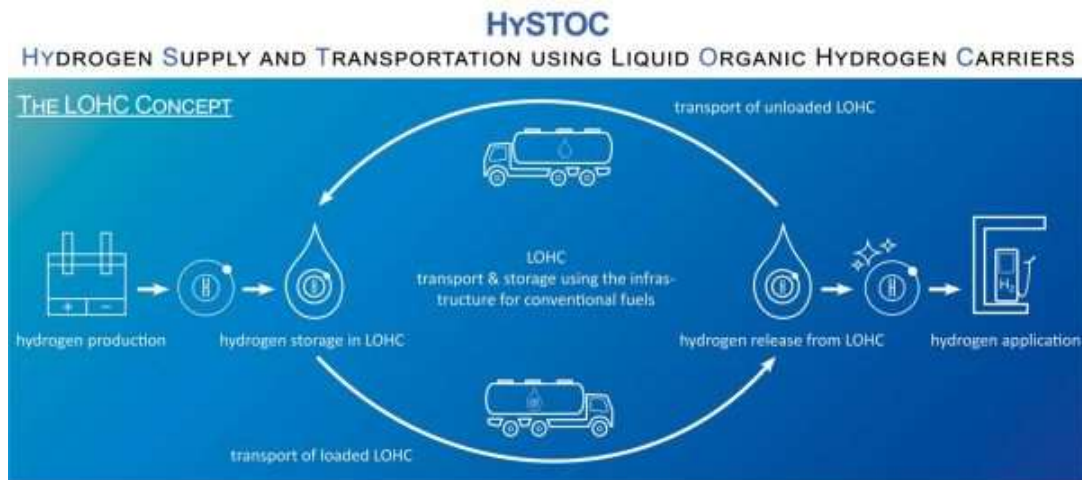 HYSTOC
HYDROGEN SUPPLY AND TRANSPORTATION USING LIQUID ORGANIC HYDROGEN CARRIERS
THE LOHC CONCEPT
transport of unloaded LOHC
LOHC
transport & storage using the infras-
tructure for conventional fuels
+ −
H₂
hydrogen production
hydrogen storage in LOHC
hydrogen release from LOHC
hydrogen application
transport of loaded LOHC